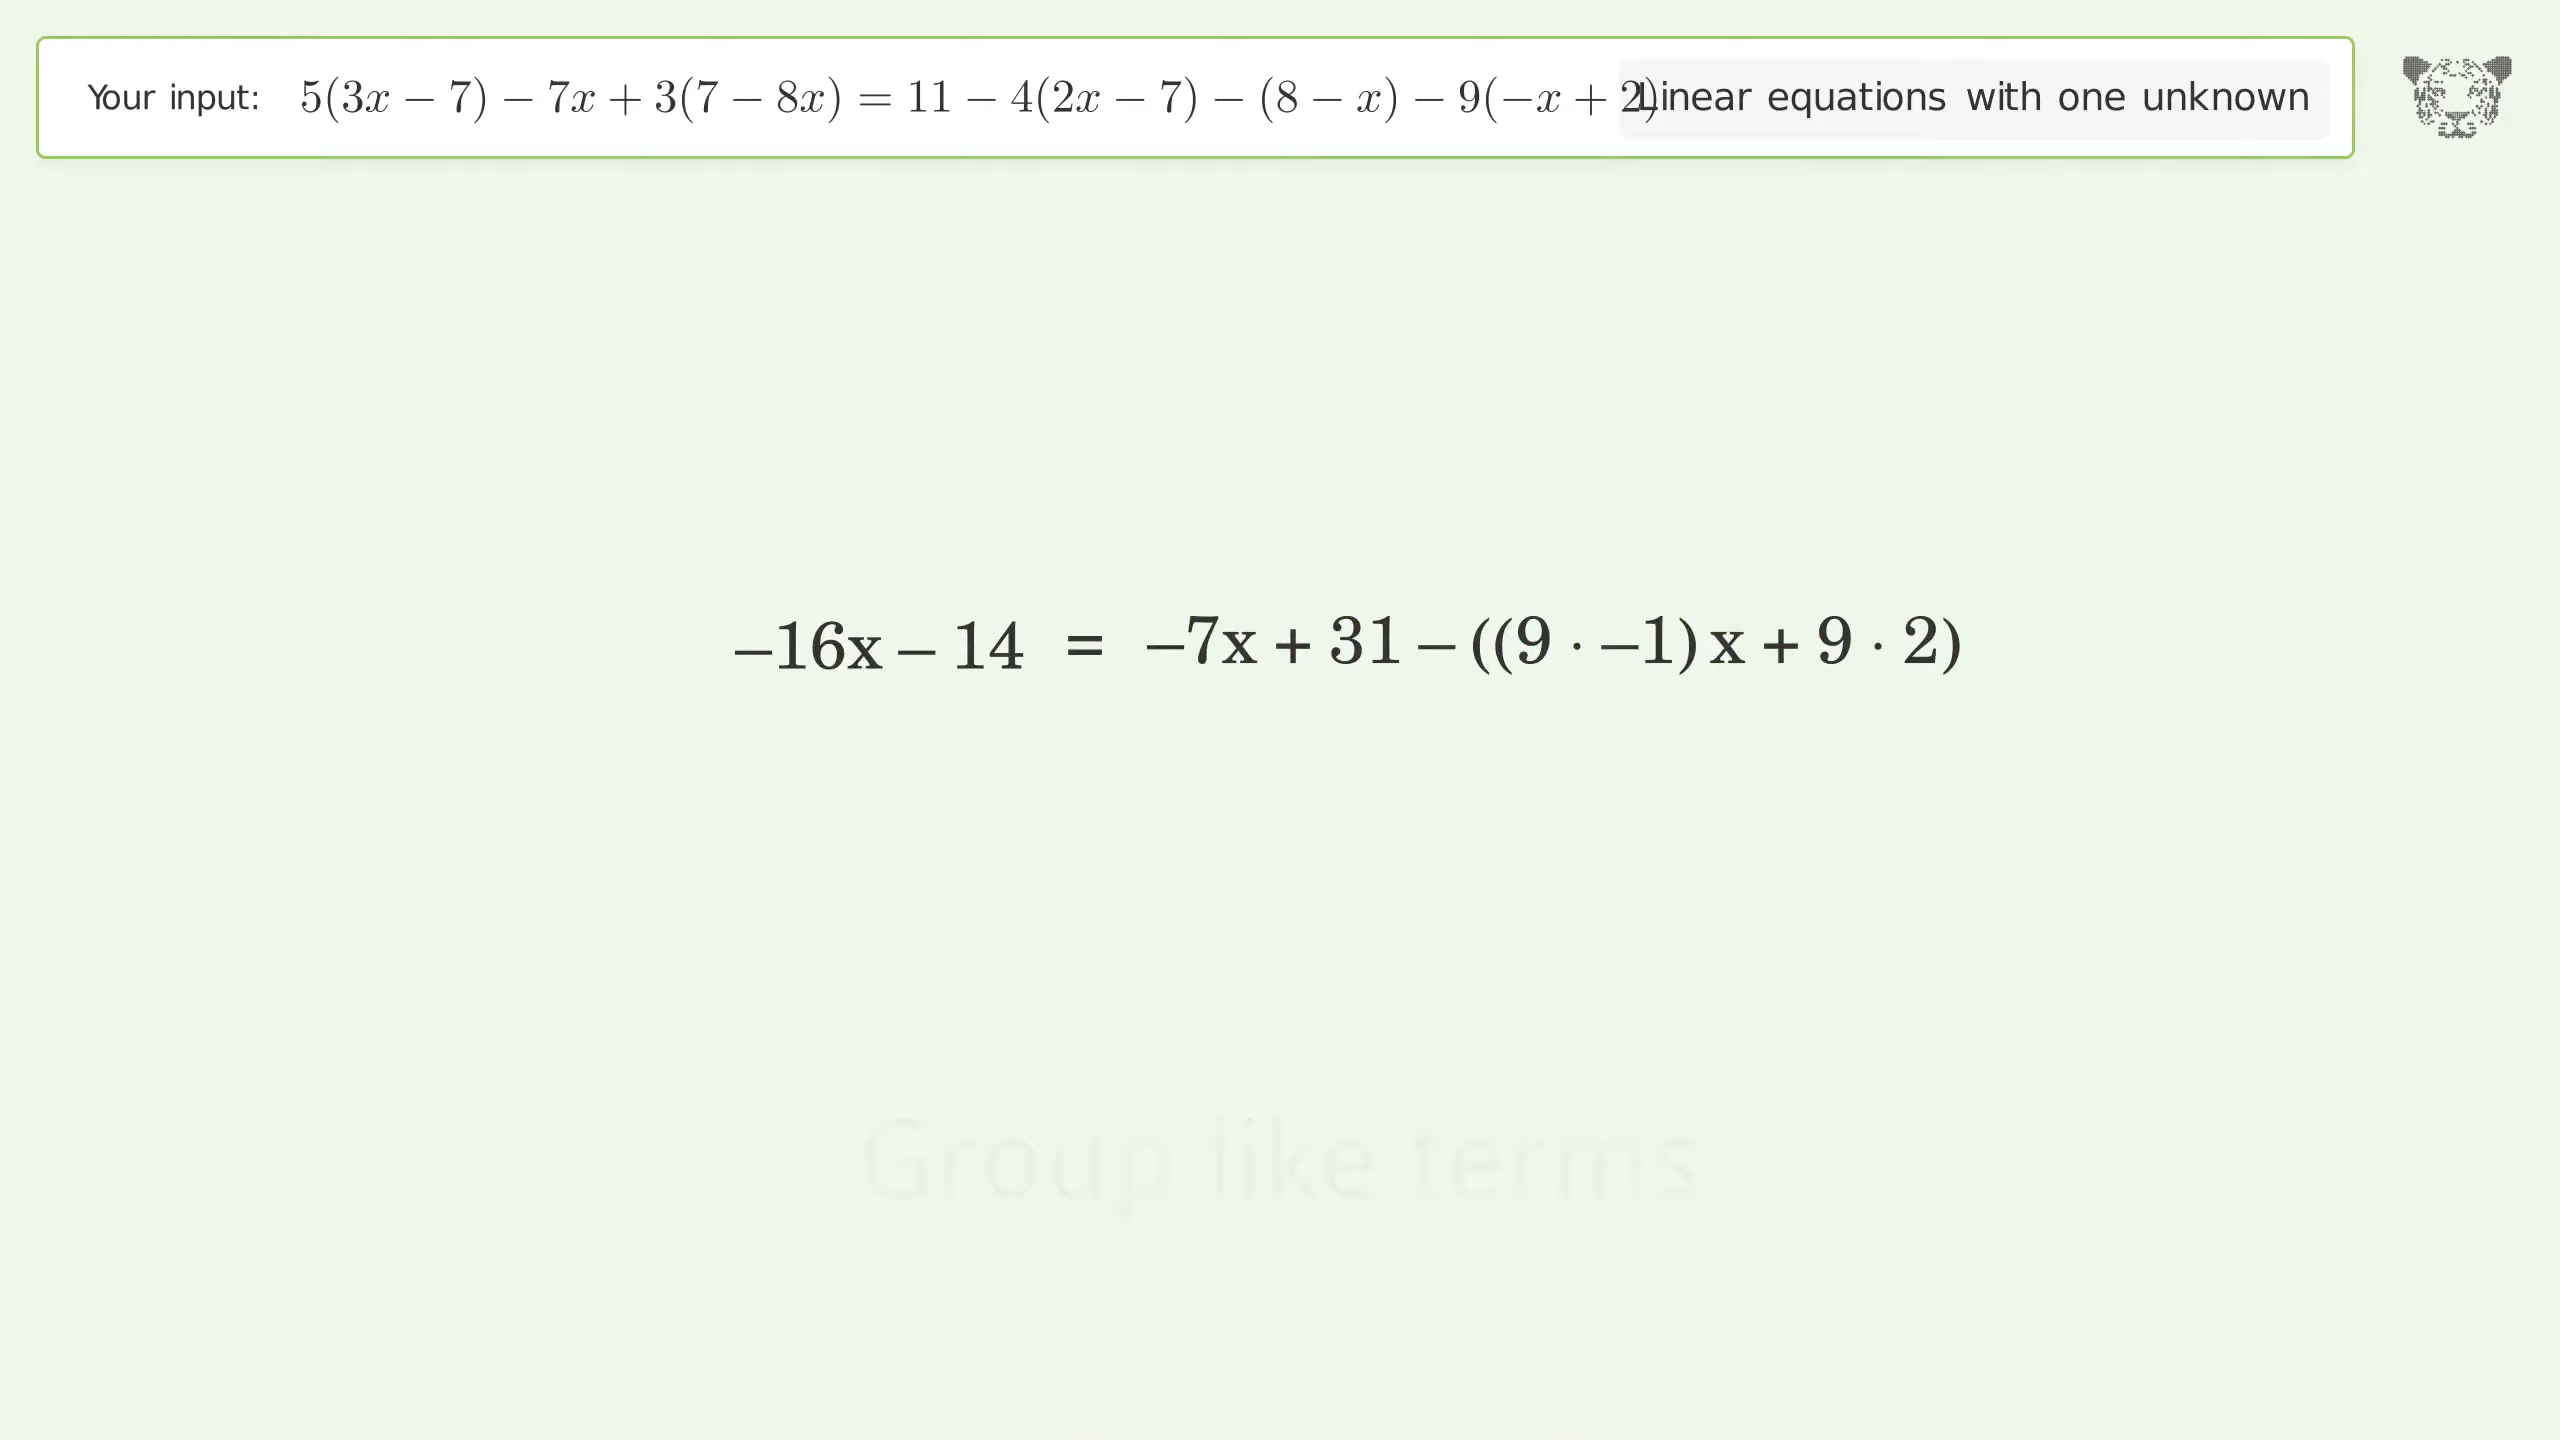 Your input: 5(3x − 7) − 7x + 3(7 − 8x) = 11 − 4(2x − 7) − (8 − x) − 9(−x + 2) Linear equations with one unknown
−16x − 14 = −7x + 31 − ((9 · −1) x + 9 · 2)
Group like terms